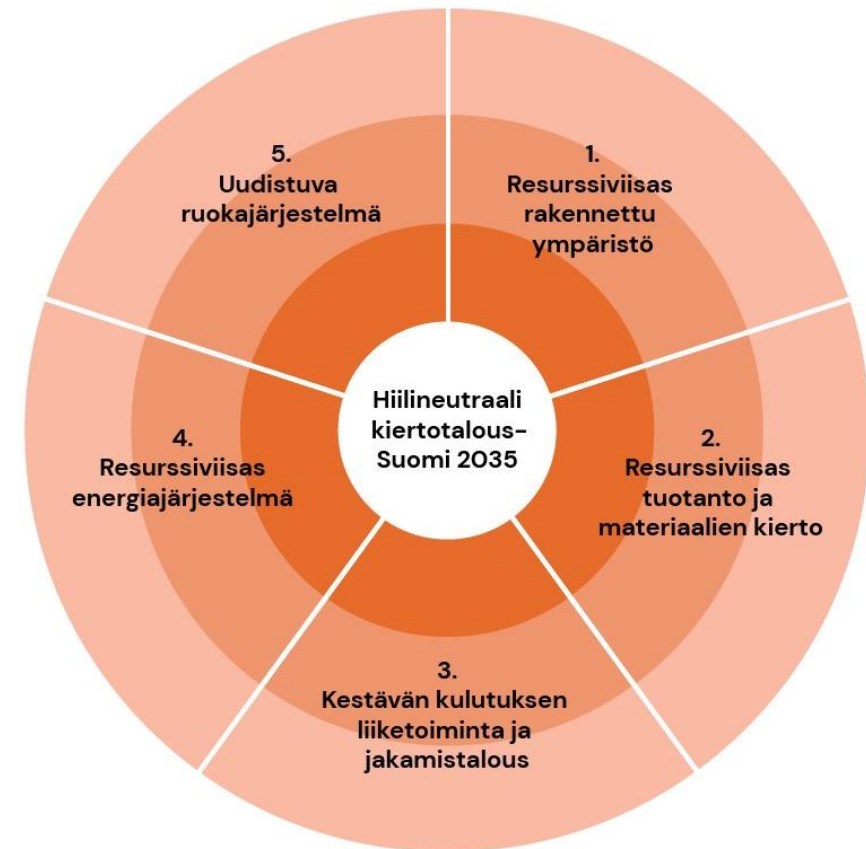 Hiilineutraali
kiertotalous-
Suomi 2035
1.
Resurssiviisas
rakennettu
ympäristö
2.
Resurssiviisas
tuotanto ja
materiaalien kierto
3.
Kestävän kulutuksen
liiketoiminta ja
jakamistalous
4.
Resurssiviisas
energiajärjestelmä
5.
Uudistuva
ruokajärjestelmä